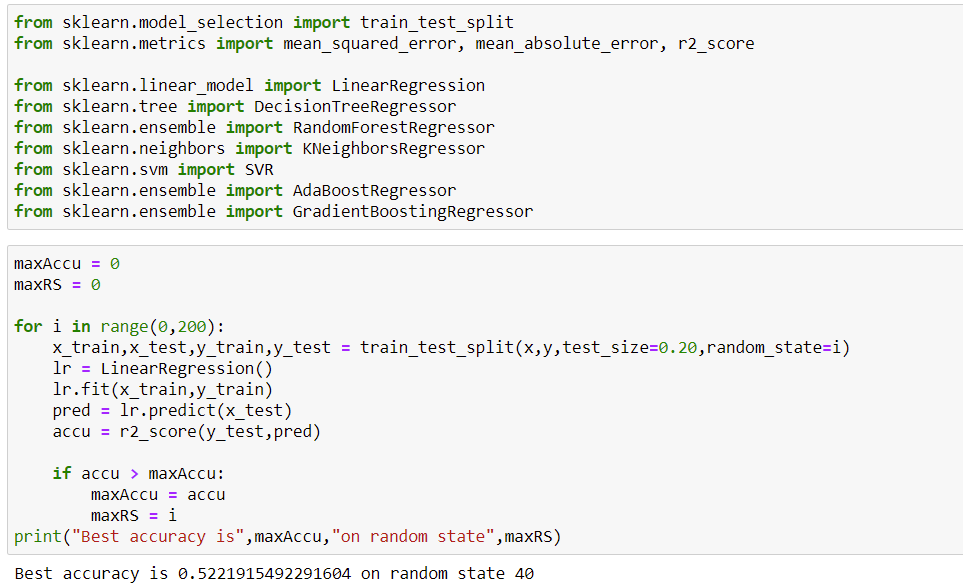 from sklearn.model_selection import train_test_split
from sklearn.metrics import mean_squared_error, mean_absolute_error, r2_score
from sklearn.linear_model import LinearRegression
from sklearn.tree import DecisionTreeRegressor
from sklearn.ensemble import RandomForestRegressor
from sklearn.neighbors import KNeighborsRegressor
from sklearn.svm import SVR
from sklearn.ensemble import AdaBoostRegressor
from sklearn.ensemble import GradientBoostingRegressor
maxAccu = 0
maxRS = 0
for i in range(0,200):
    x_train,x_test,y_train,y_test = train_test_split(x,y,test_size=0.20,random_state=i)
    lr = LinearRegression()
    lr.fit(x_train,y_train)
    pred = lr.predict(x_test)
    accu = r2_score(y_test,pred)
    if accu > maxAccu:
        maxAccu = accu
        maxRS = i
print("Best accuracy is",maxAccu,"on random state",maxRS)
Best accuracy is 0.5221915492291604 on random state 40